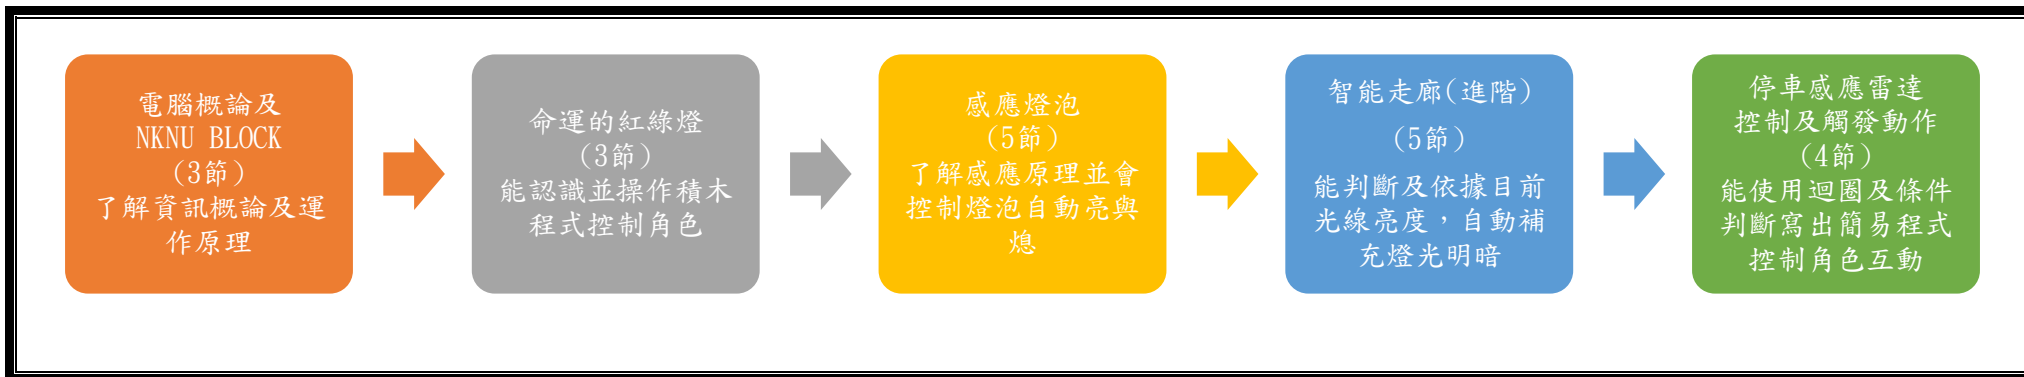 電腦概論及
NKNU BLOCK
(3節)
了解資訊概論及運
作原理
命運的紅綠燈
(3節)
能認識並操作積木
程式控制角色
感應燈泡
(5節)
了解感應原理並會
控制燈泡自動亮與
熄
智能走廊(進階)
(5節)
能判斷及依據目前
光線亮度，自動補
充燈光明暗
停車感應雷達
控制及觸發動作
(4節)
能使用迴圈及條件
判斷寫出簡易程式
控制角色互動